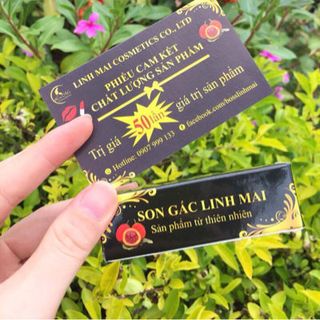 LINH MAI COSMETICS CO., LTD
PHIẾU CAM KẾT
CHẤT LƯỢNG SẢN PHẨM
Trị giá 50 lần giá trị sản phẩm
Hotline: 0907 999 133
facebook.com/hoalinhmai
SON GẤC LINH MAI
Sản phẩm từ thiên nhiên